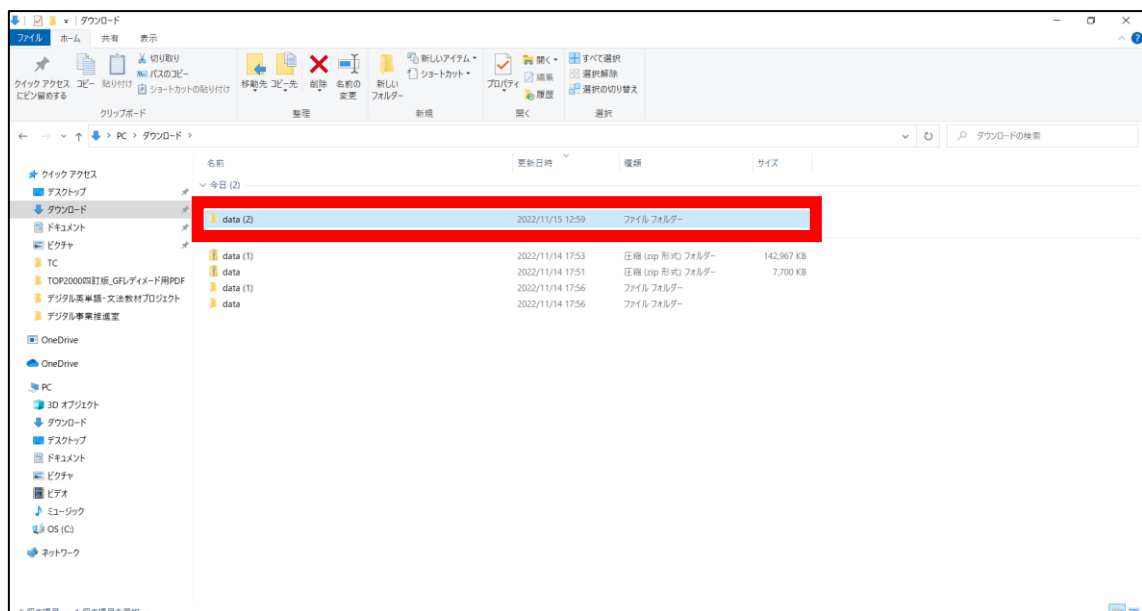 ダウンロード
ファイル ホーム 共有 表示
クイック アクセスにピン留めする
コピー
貼り付け
切り取り
パスのコピー
ショートカットの貼り付け
クリップボード
移動先 コピー先 削除 名前の変更
整理
新しいフォルダー
新しいアイテム
ショートカット
新規
プロパティ
開く
編集
履歴
開く
すべて選択
選択解除
選択の切り替え
選択
PC > ダウンロード >
ダウンロードの検索
名前 更新日時 種類 サイズ
今日 (2)
data (2) 2022/11/15 12:59 ファイル フォルダー
data (1) 2022/11/14 17:53 圧縮 (zip 形式) フォルダー 142,967 KB
data 2022/11/14 17:51 圧縮 (zip 形式) フォルダー 7,700 KB
data (1) 2022/11/14 17:56 ファイル フォルダー
data 2022/11/14 17:56 ファイル フォルダー
クイック アクセス
デスクトップ
ダウンロード
ドキュメント
ピクチャ
TC
TOP2000四訂版_GFレディメード用PDF
デジタル英単語・文法教材プロジェクト
デジタル事業推進室
OneDrive
OneDrive
PC
3D オブジェクト
ダウンロード
デスクトップ
ドキュメント
ピクチャ
ビデオ
ミュージック
OS (C:)
ネットワーク